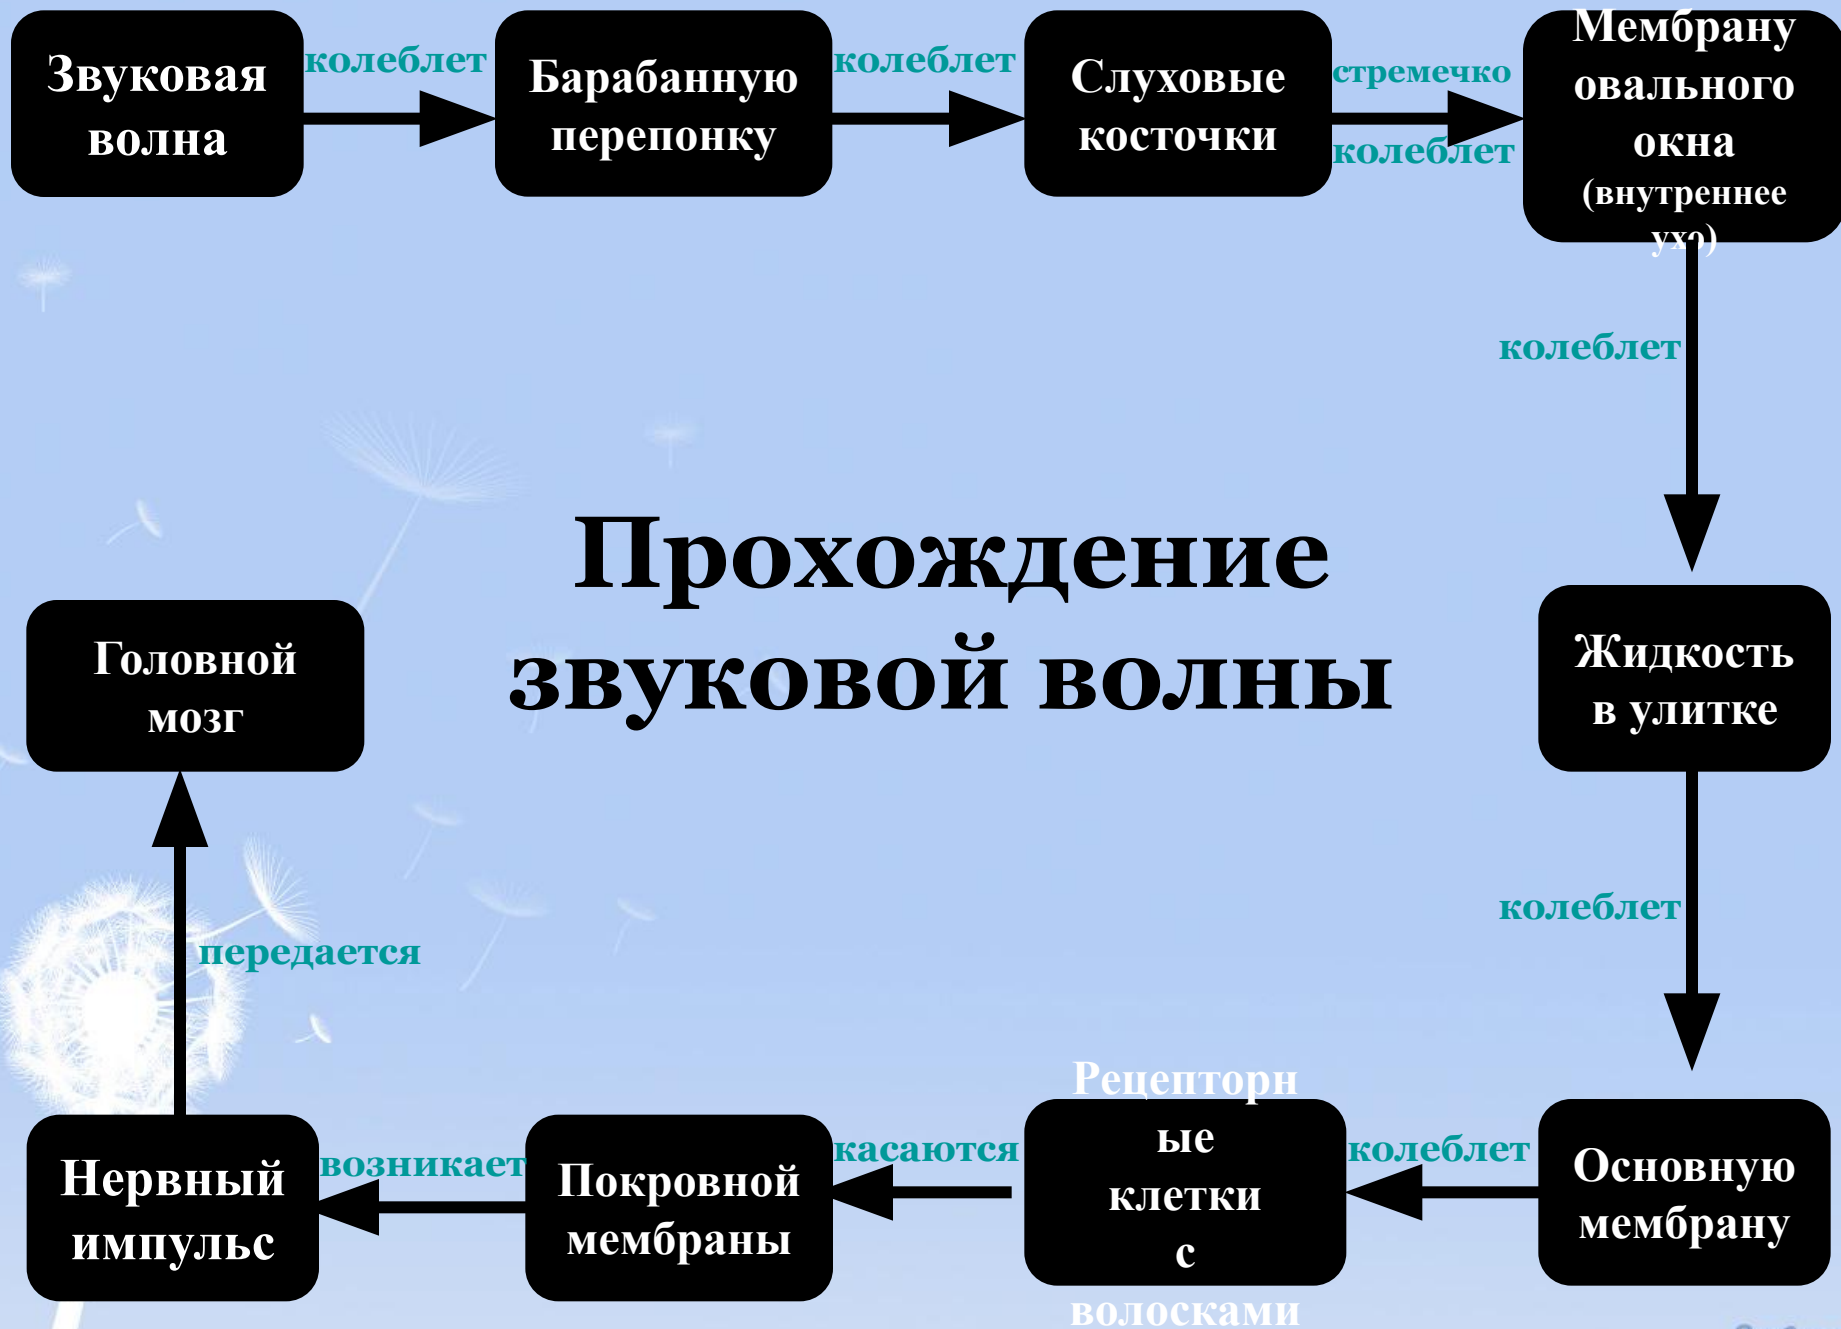 Звуковая
волна
колеблет
Барабанную
перепонку
колеблет
Слуховые
косточки
стремечко
колеблет
Мембрану
овального
окна
(внутреннее
ухо)
колеблет
Прохождение
звуковой волны
Жидкость
в улитке
колеблет
Основную
мембрану
колеблет
Рецепторн
ые
клетки
с
волосками
касаются
Покровной
мембраны
возникает
Нервный
импульс
передается
Головной
мозг